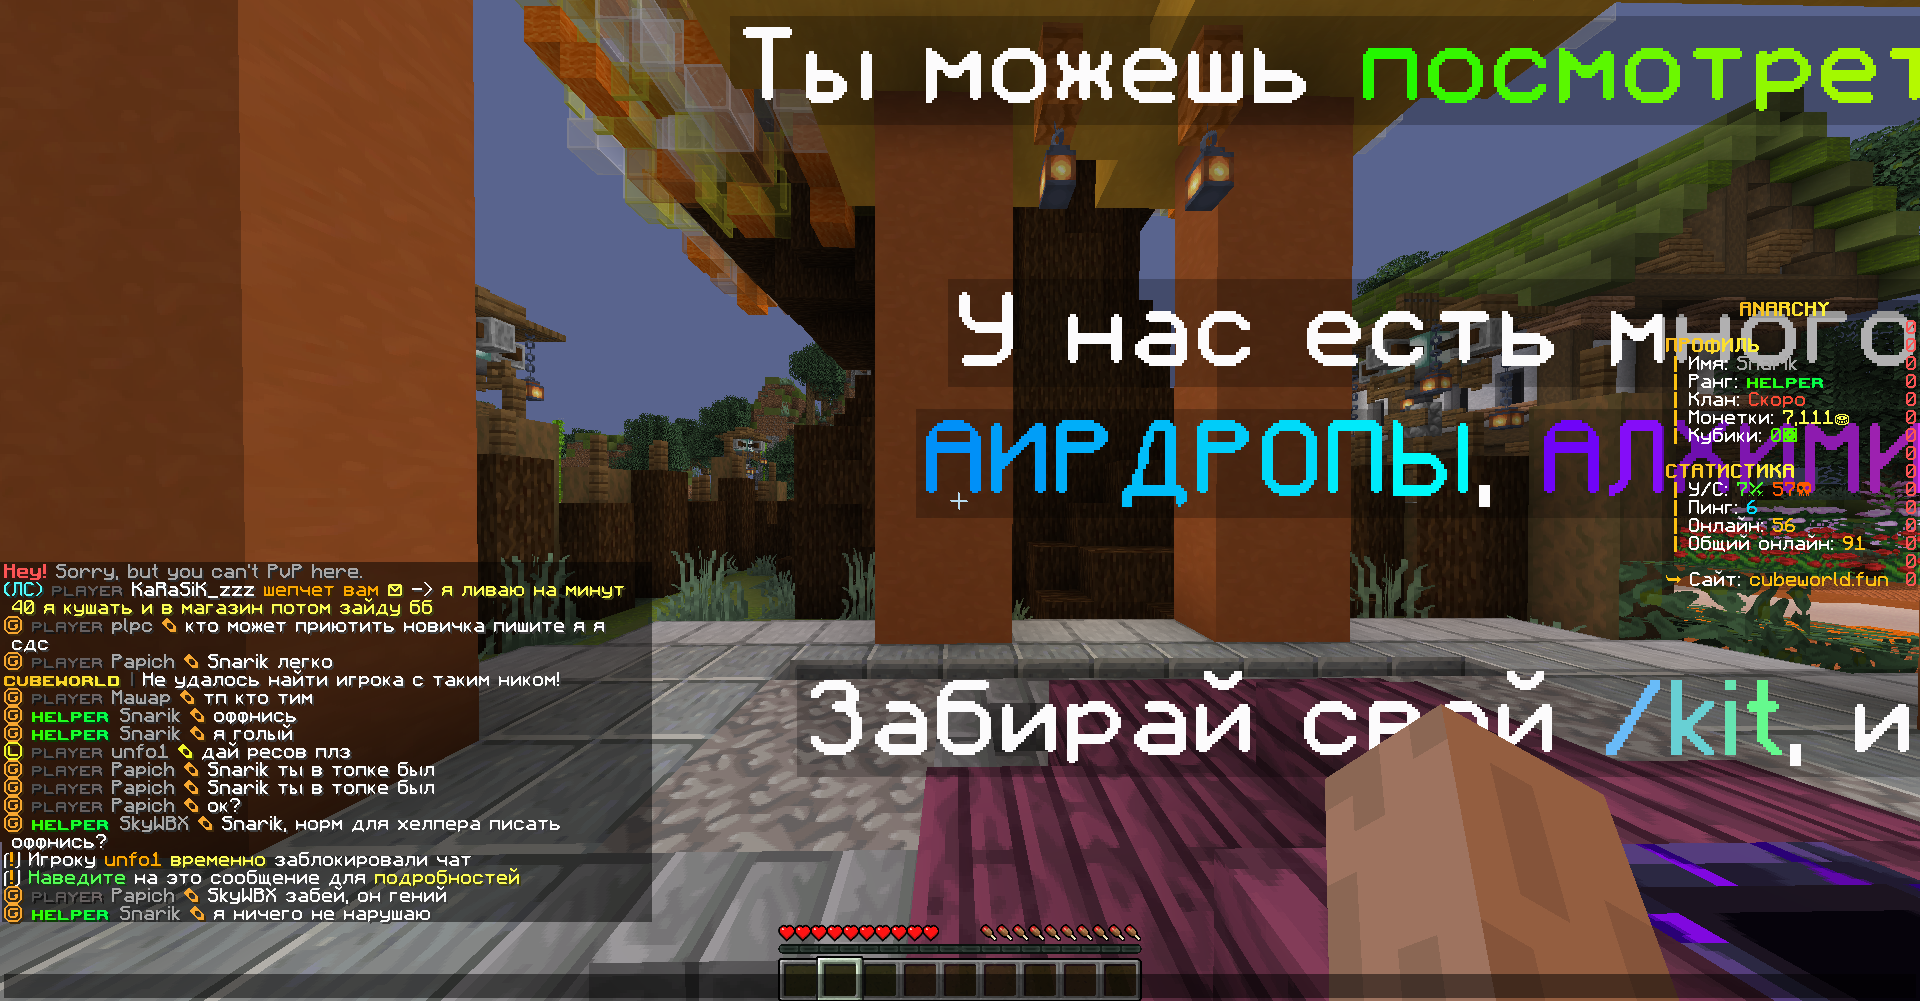 Ты можешь посмотрет
У нас есть много
АИРДРОПЫ, АЛХИМИ
Забирай свой /kit, и
ANARCHY
ПРОФИЛЬ
Имя: Snarik
Ранг: HELPER
Клан: Скоро
Монетки: 7,111
Кубики: 0
СТАТИСТИКА
У/С: 7 57
Пинг: 6
Онлайн: 56
Общий онлайн: 91
Сайт: cubeworld.fun
Hey! Sorry, but you can't PvP here.
(ЛС) PLAYER KaRaSiK_zzz шепчет вам -> я ливаю на минут
40 я кушать и в магазин потом зайду бб
G PLAYER plpc кто может приютить новичка пишите я я
сдс
G PLAYER Papich Snarik легко
CUBEWORLD | Не удалось найти игрока с таким ником!
G PLAYER Машар тп кто тим
G HELPER Snarik оффнись
G HELPER Snarik я голый
L PLAYER unfo1 дай ресов плз
G PLAYER Papich Snarik ты в топке был
G PLAYER Papich Snarik ты в топке был
G PLAYER Papich ок?
G HELPER SkyWBX Snarik, норм для хелпера писать
оффнись?
[!] Игроку unfo1 временно заблокировали чат
[!] Наведите на это сообщение для подробностей
G PLAYER Papich SkyWBX забей, он гений
G HELPER Snarik я ничего не нарушаю